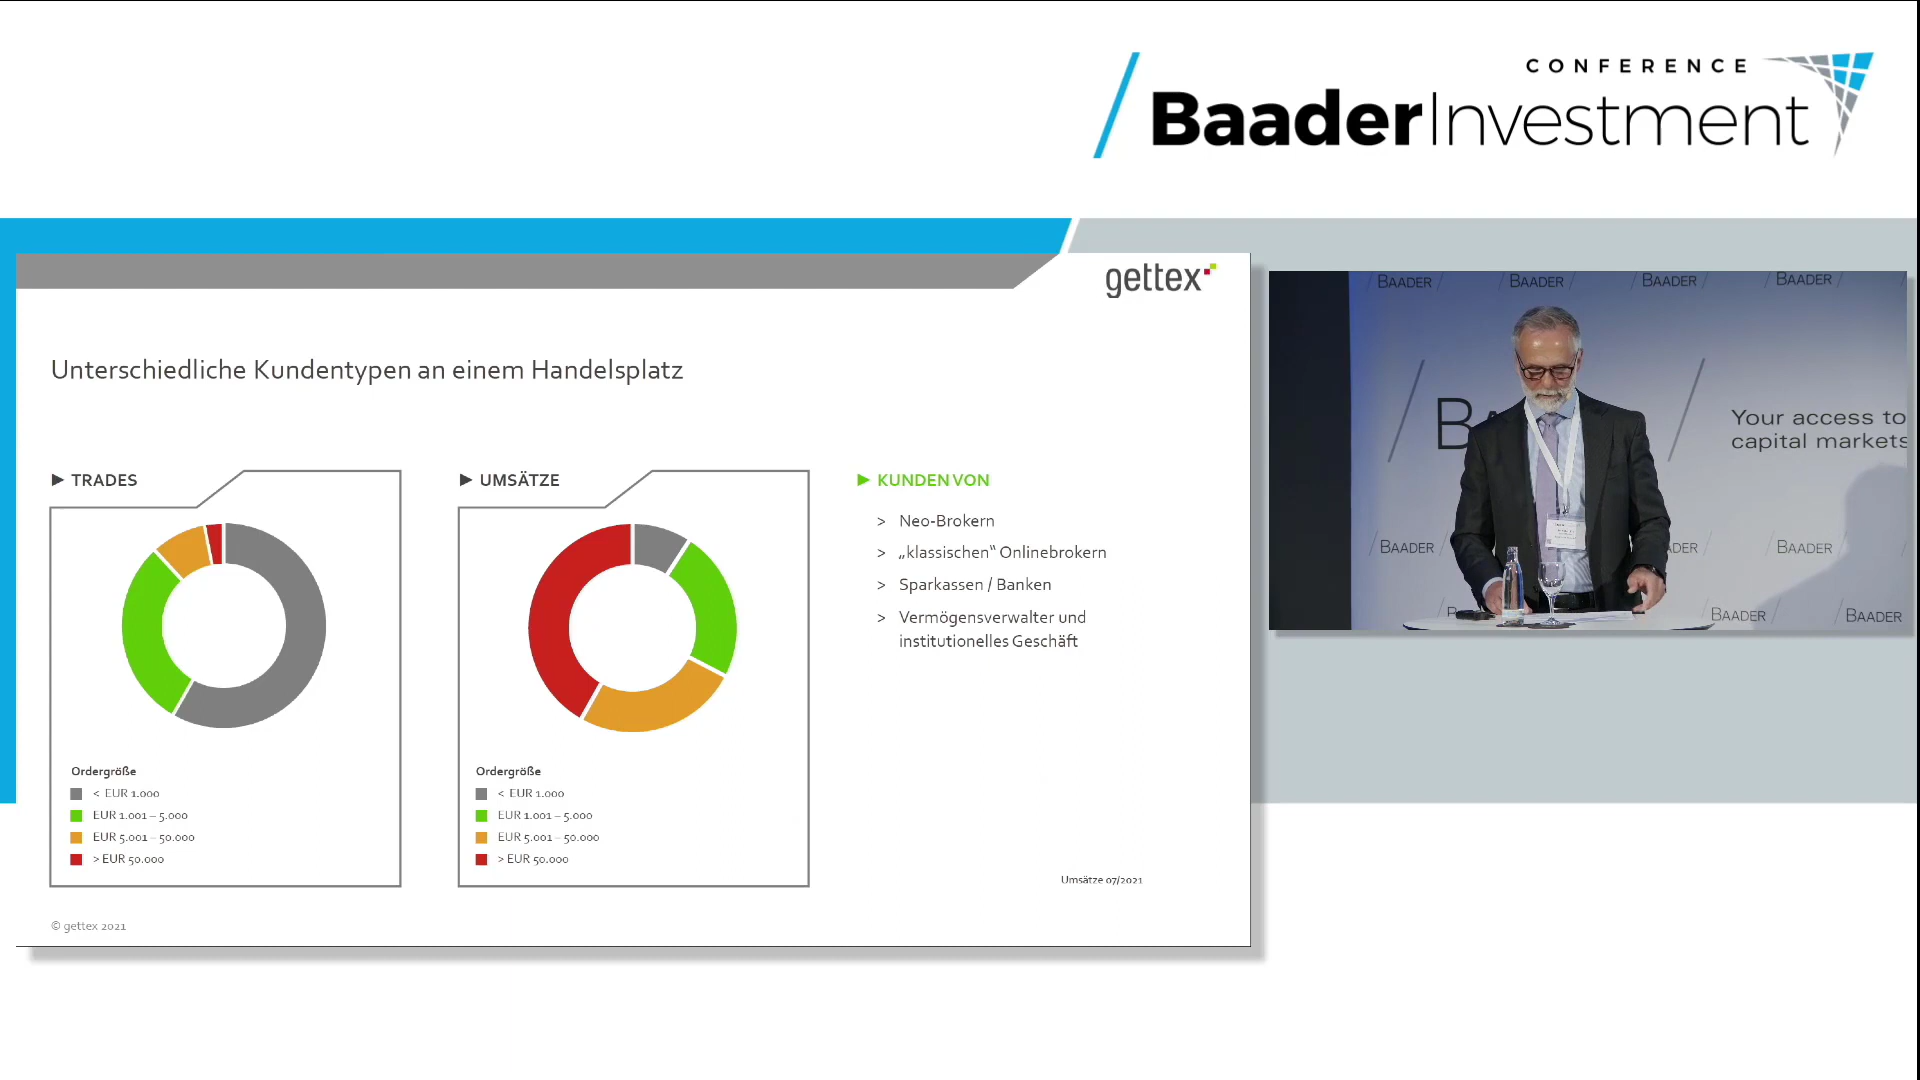 CONFERENCE
BaaderInvestment
gettex
Unterschiedliche Kundentypen an einem Handelsplatz
TRADES
Ordergröße
< EUR 1.000
EUR 1.001 – 5.000
EUR 5.001 – 50.000
> EUR 50.000
UMSÄTZE
Ordergröße
< EUR 1.000
EUR 1.001 – 5.000
EUR 5.001 – 50.000
> EUR 50.000
KUNDEN VON
> Neo-Brokern
> „klassischen“ Onlinebrokern
> Sparkassen / Banken
> Vermögensverwalter und
institutionelles Geschäft
Umsätze 07/2021
© gettex 2021
/ BAADER / / BAADER / / BAADER / / BAADER /
Your access to
capital markets
/ BAADER / / BAADER
/ BAADER / / BAADER